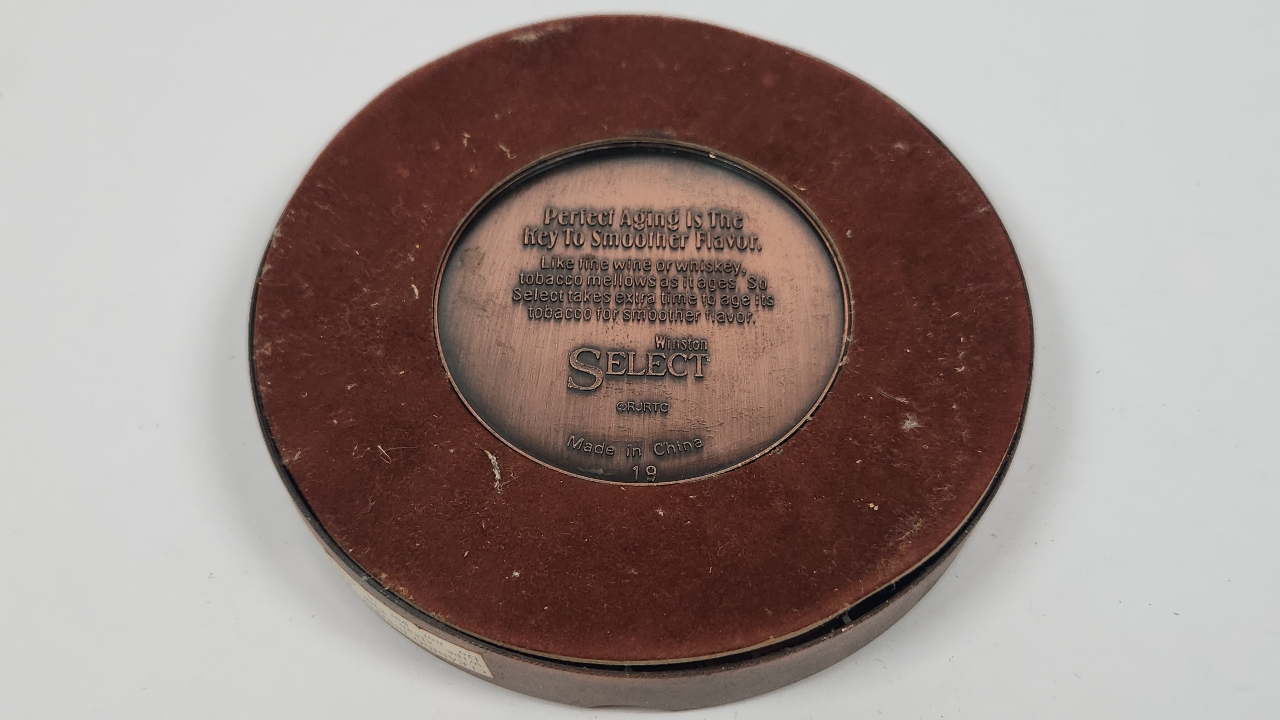 Perfect Aging Is The
Key To Smoother Flavor.
Like fine wine or whiskey,
tobacco mellows as it ages. So
Select takes extra time to age its
tobacco for smoother flavor.
Winston
SELECT
©RJRTC
Made in China
19